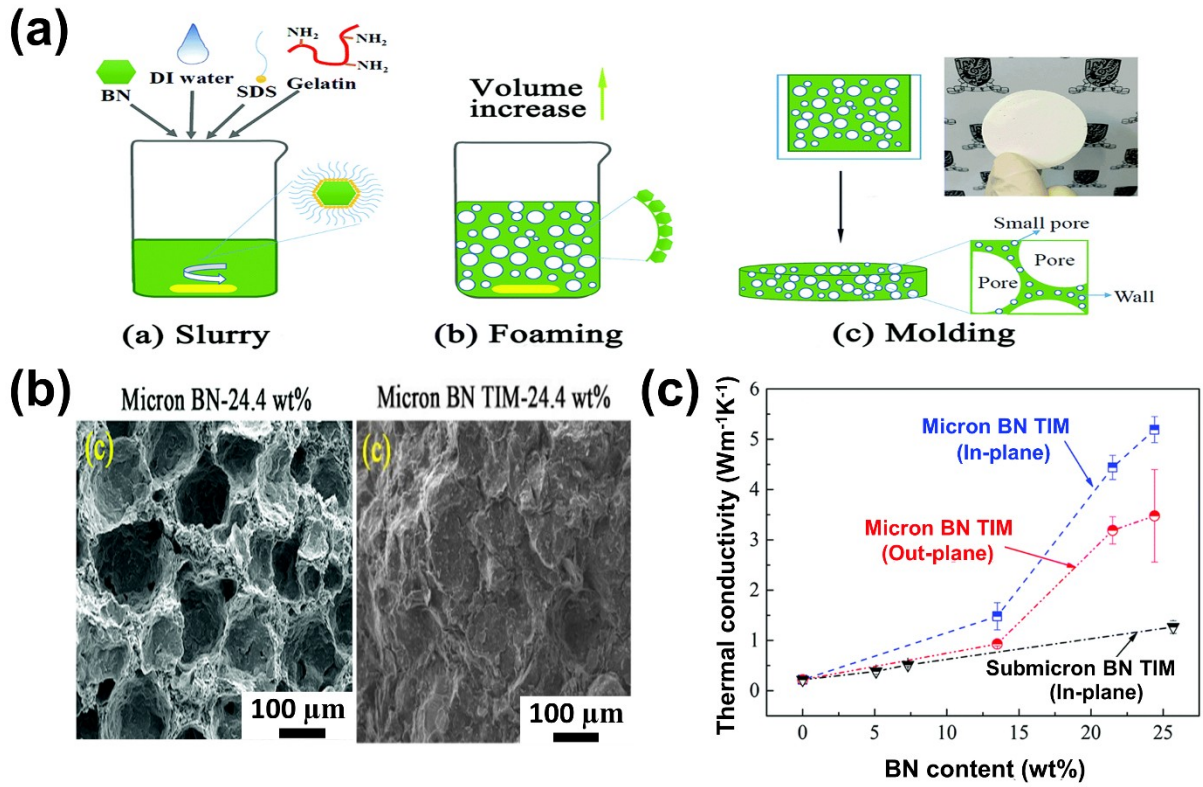 (a)
NH₂
NH₂
NH₂
BN
DI water
SDS
Gelatin
Volume
increase
Small pore
Pore
Pore
Wall
(a) Slurry
(b) Foaming
(c) Molding
(b)
Micron BN-24.4 wt%
Micron BN TIM-24.4 wt%
(c)
(c)
100 µm
100 µm
(c)
Thermal conductivity (Wm⁻¹K⁻¹)
6
5
4
3
2
1
0
Micron BN TIM
(In-plane)
Micron BN TIM
(Out-plane)
Submicron BN TIM
(In-plane)
0
5
10
15
20
25
BN content (wt%)